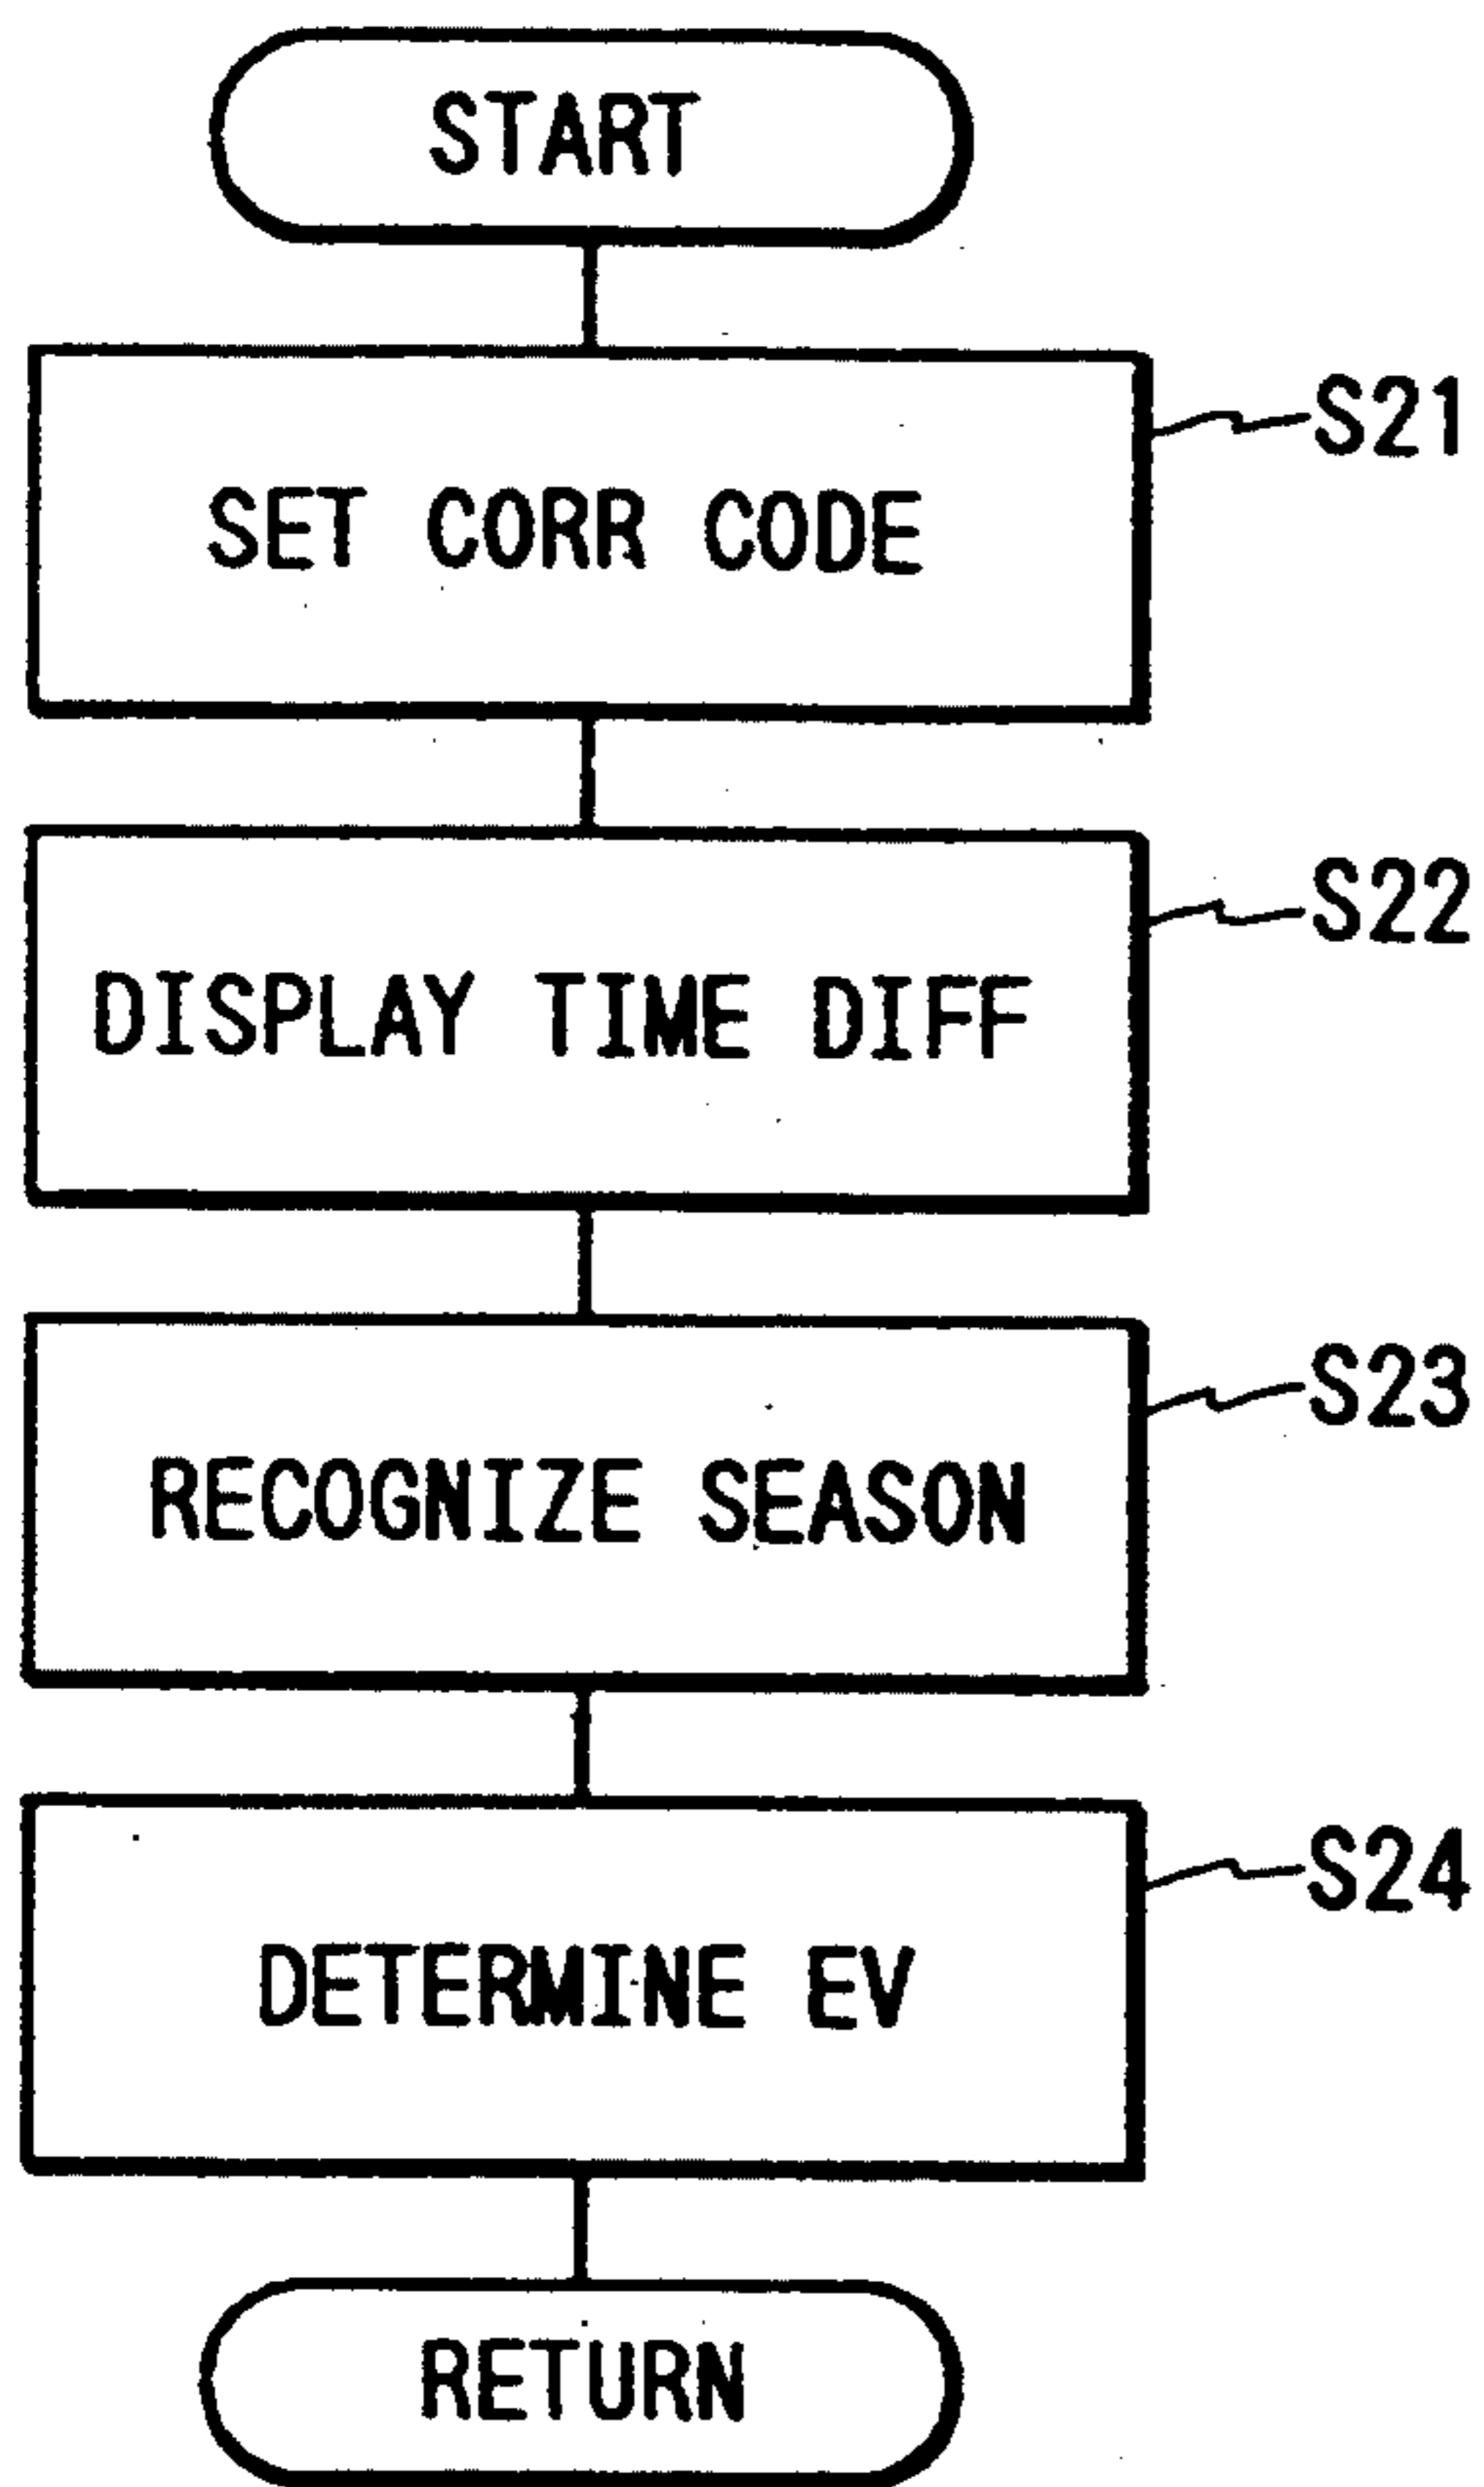 START
SET CORR CODE
S21
DISPLAY TIME DIFF
S22
RECOGNIZE SEASON
S23
DETERMINE EV
S24
RETURN